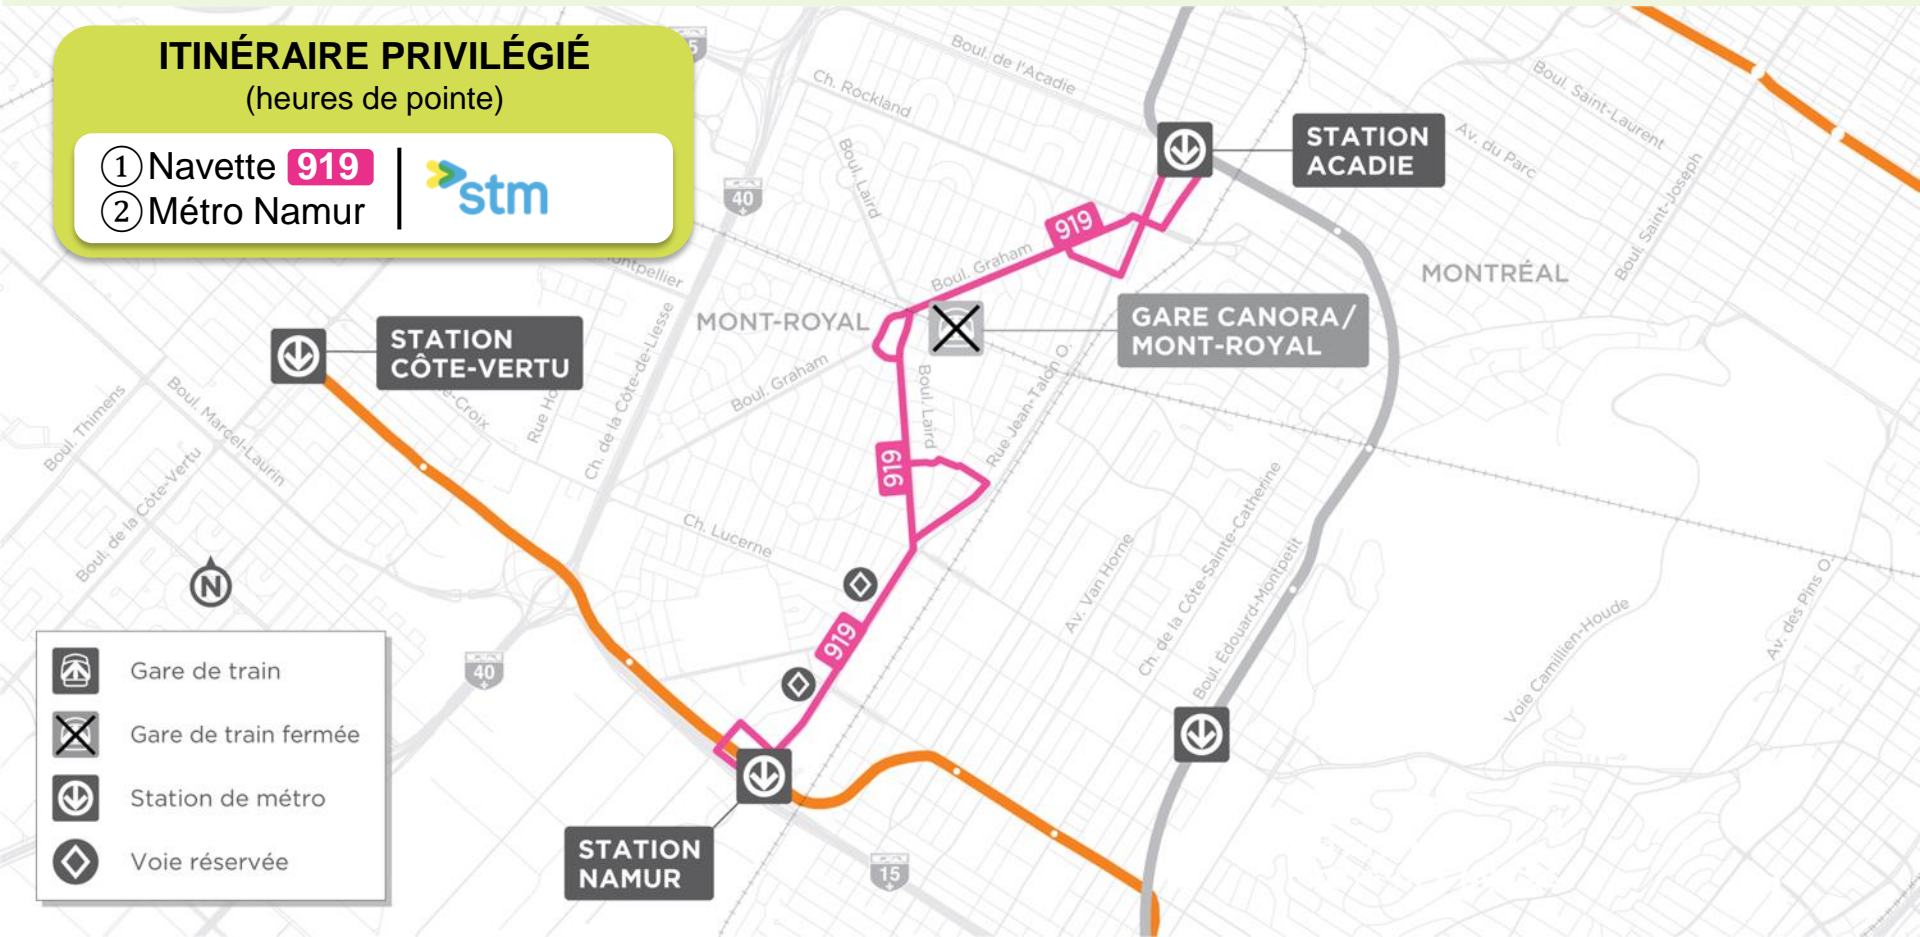 ITINÉRAIRE PRIVILÉGIÉ
(heures de pointe)
① Navette 919
② Métro Namur
stm
5
40
Boul. de l'Acadie
Ch. Rockland
Boul. Laird
STATION
ACADIE
Boul. Saint-Laurent
Av. du Parc
Boul. Saint-Joseph
919
Boul. Graham
MONTRÉAL
MONT-ROYAL
GARE CANORA/
MONT-ROYAL
STATION
CÔTE-VERTU
Ch. de la Côte-de-Liesse
Boul. Graham
Boul. Laird
Rue Jean-Talon O.
Boul. Thimens
Boul. Marcel-Laurin
Boul. de la Côte-Vertu
e-Croix
Rue Ho
919
Ch. Lucerne
Av. Van Horne
Ch. de la Côte-Sainte-Catherine
Boul. Édouard-Montpetit
Voie Camillien-Houde
Av. des Pins O.
N
919
40
Gare de train
Gare de train fermée
Station de métro
Voie réservée
STATION
NAMUR
15